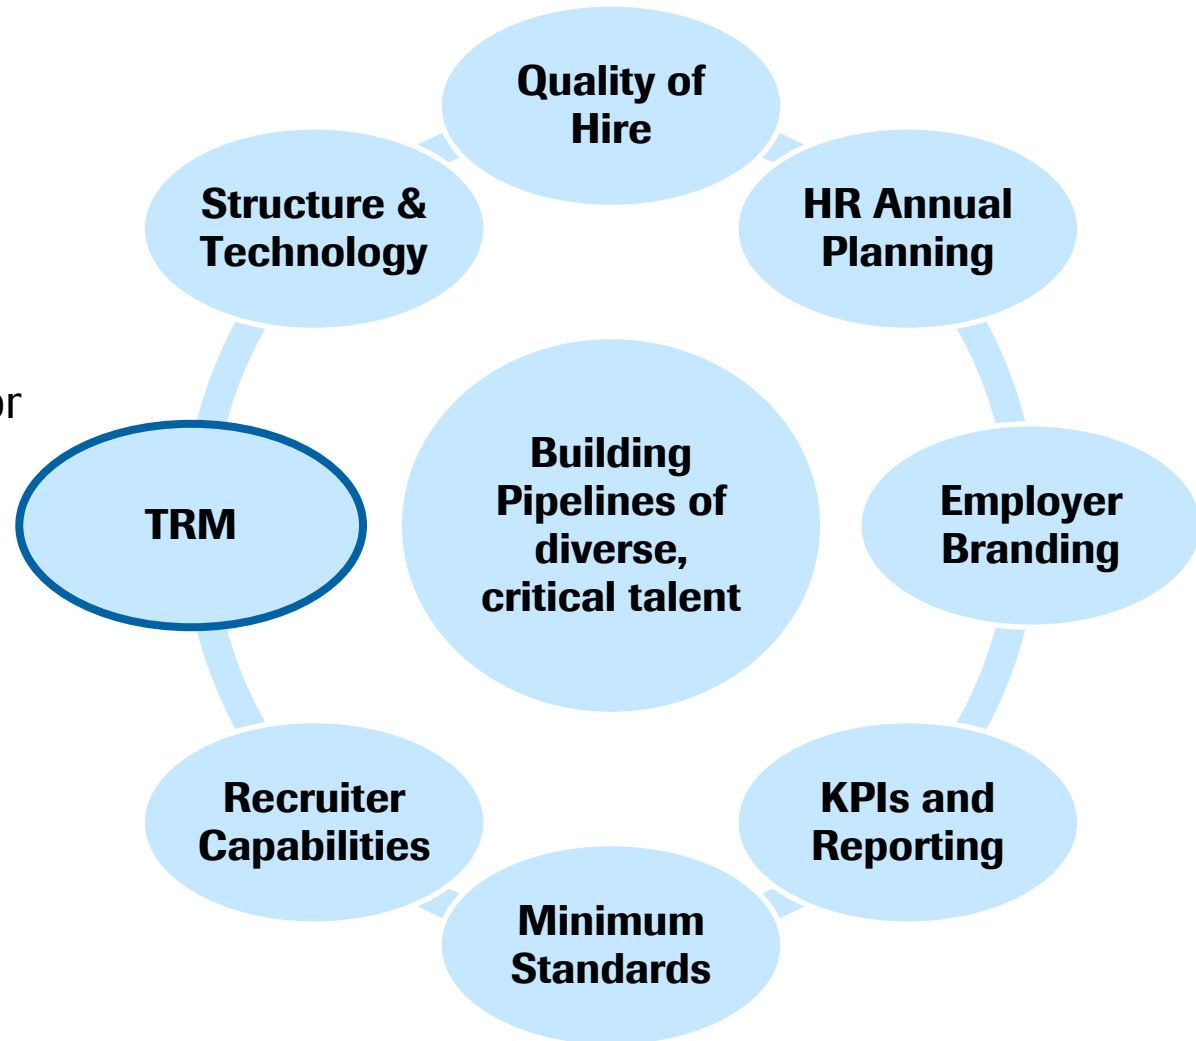 Quality of
Hire
Structure &
Technology
HR Annual
Planning
or
TRM
Building
Pipelines of
diverse,
critical talent
Employer
Branding
Recruiter
Capabilities
KPIs and
Reporting
Minimum
Standards